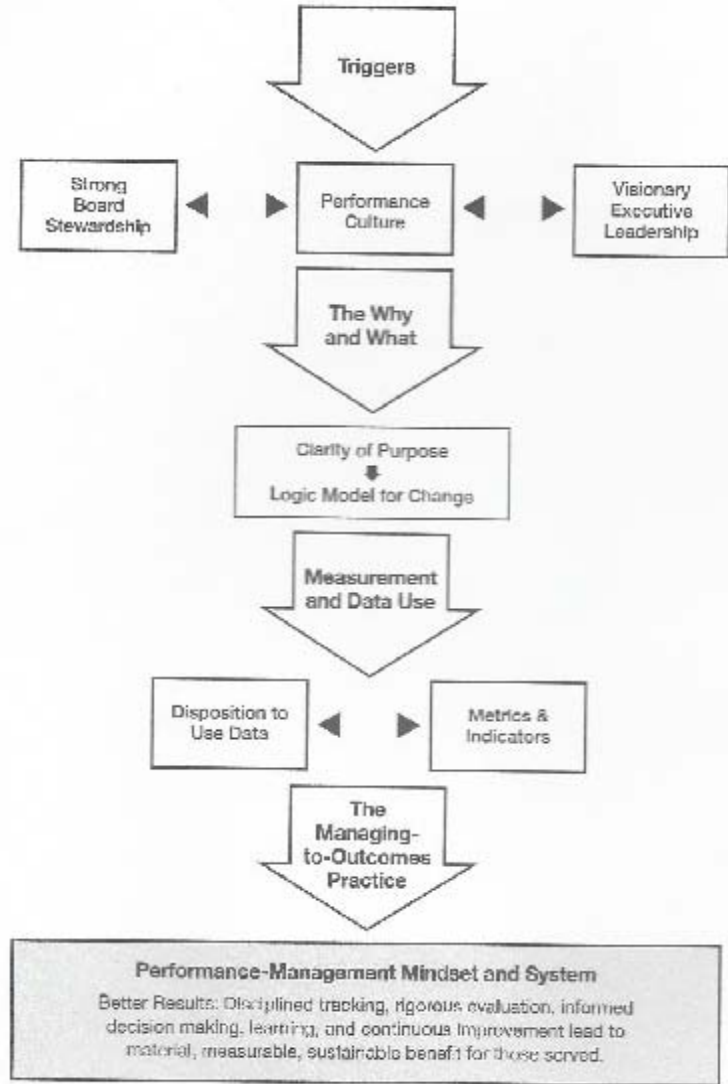 Triggers
Strong
Board
Stewardship
Performance
Culture
Visionary
Executive
Leadership
The Why
and What
Clarity of Purpose
Logic Model for Change
Measurement
and Data Use
Disposition to
Use Data
Metrics &
Indicators
The
Managing-
to-Outcomes
Practice
Performance-Management Mindset and System
Better Results: Disciplined tracking, rigorous evaluation, informed
decision making, learning, and continuous improvement lead to
material, measurable, sustainable benefit for those served.